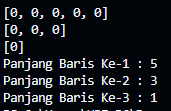 [0, 0, 0, 0, 0]
[0, 0, 0]
[0]
Panjang Baris Ke-1 : 5
Panjang Baris Ke-2 : 3
Panjang Baris Ke-3 : 1